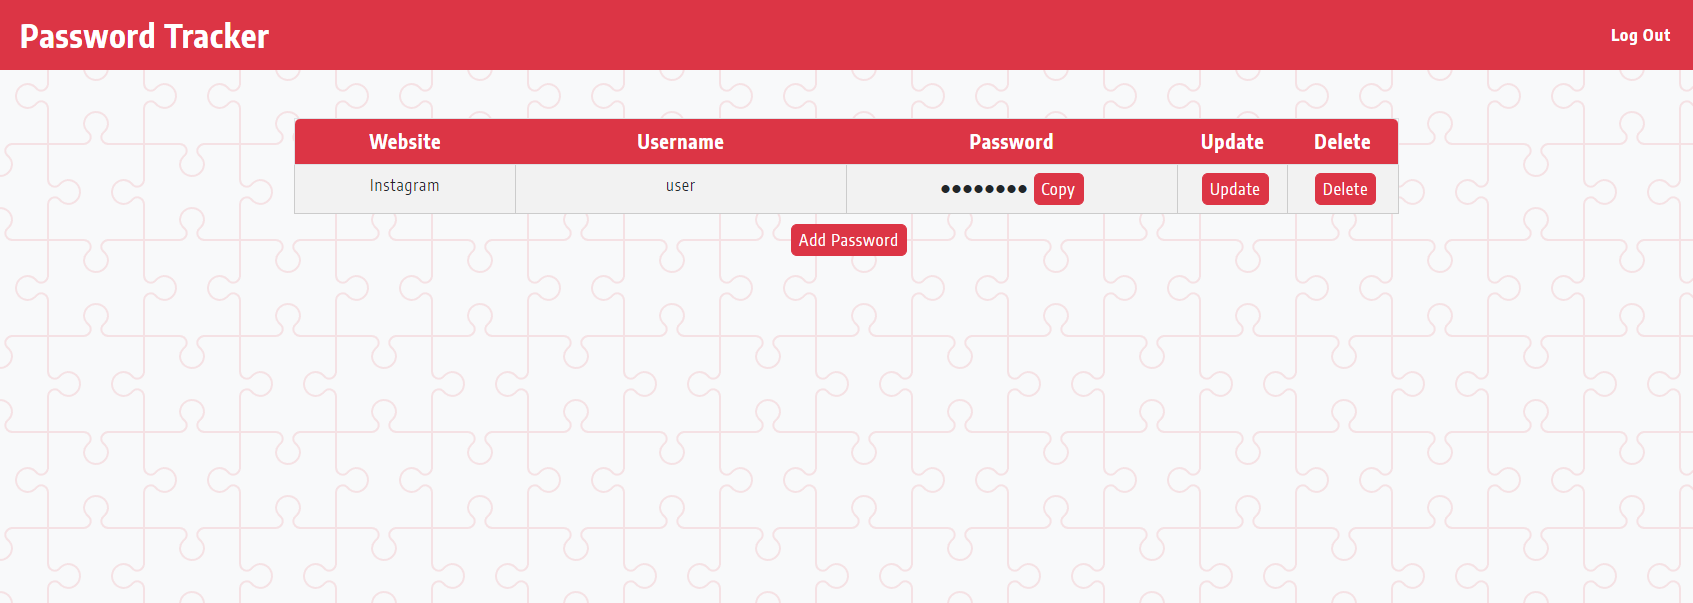 Password Tracker Log Out
Website Username Password Update Delete
Instagram user •••••••• Copy Update Delete
Add Password